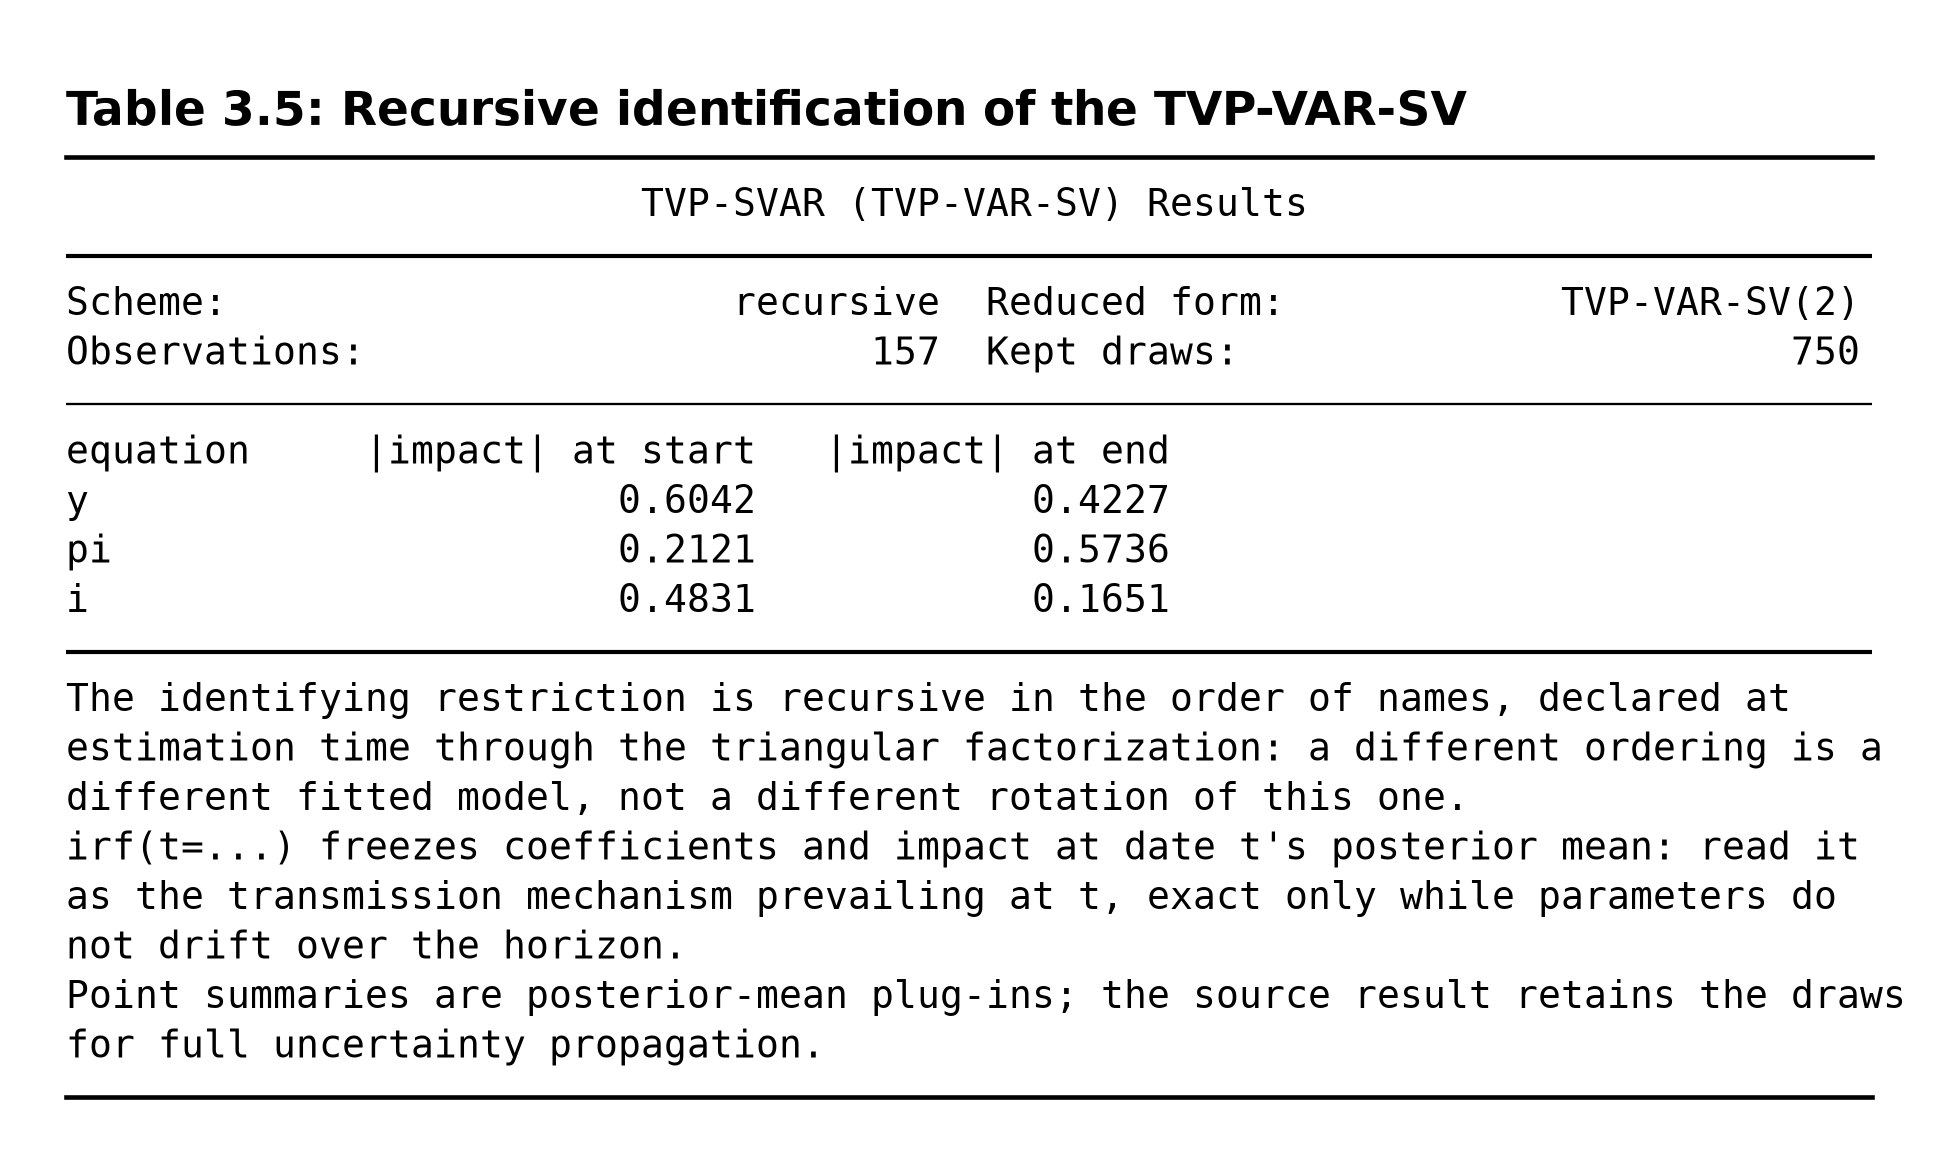 Table 3.5: Recursive identification of the TVP-VAR-SV
TVP-SVAR (TVP-VAR-SV) Results
Scheme: recursive Reduced form: TVP-VAR-SV(2)
Observations: 157 Kept draws: 750
equation |impact| at start |impact| at end
y 0.6042 0.4227
pi 0.2121 0.5736
i 0.4831 0.1651
The identifying restriction is recursive in the order of names, declared at
estimation time through the triangular factorization: a different ordering is a
different fitted model, not a different rotation of this one.
irf(t=...) freezes coefficients and impact at date t's posterior mean: read it
as the transmission mechanism prevailing at t, exact only while parameters do
not drift over the horizon.
Point summaries are posterior-mean plug-ins; the source result retains the draws
for full uncertainty propagation.